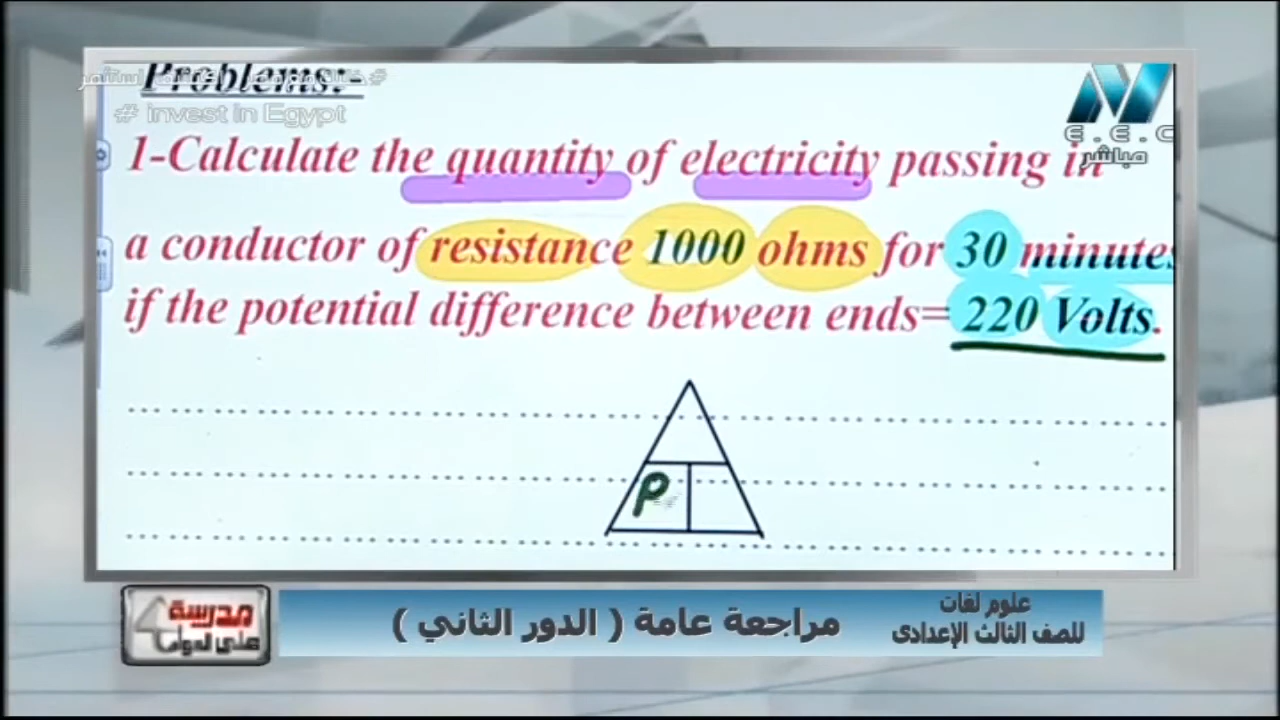 Problems:-
# invest in Egypt
E.E.C
مباشر
1-Calculate the quantity of electricity passing in
a conductor of resistance 1000 ohms for 30 minutes
if the potential difference between ends= 220 Volts.
P
مدرسة
على الهواء
مراجعة عامة ( الدور الثاني )
علوم لغات
للصف الثالث الإعدادى